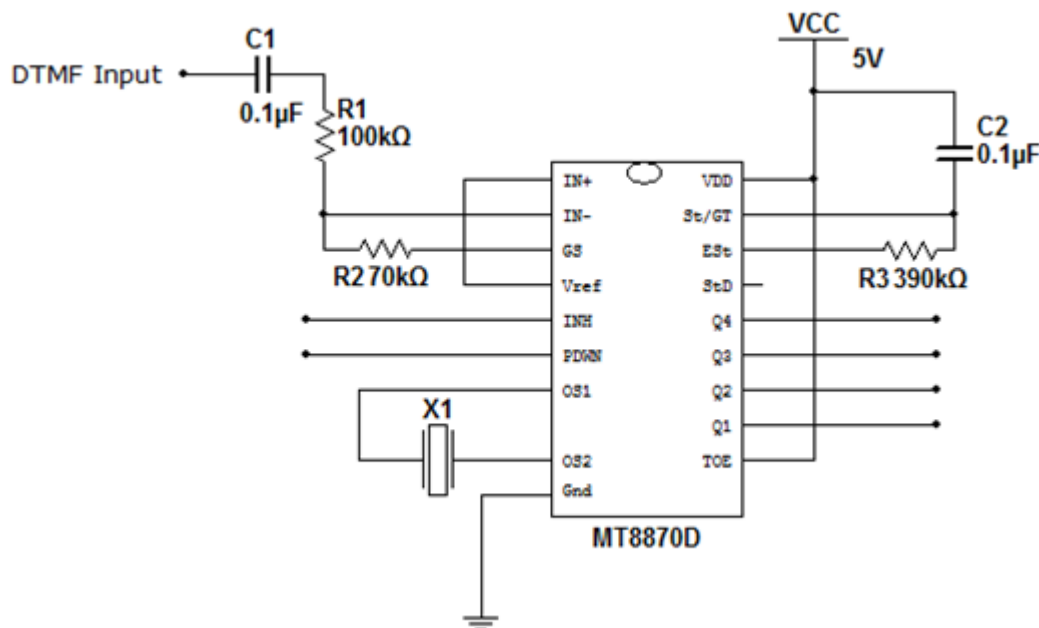 VCC
5V
C1
DTMF Input
0.1µF
R1
100kΩ
C2
0.1µF
IN+
VDD
IN-
St/GT
GS
ESt
R2 70kΩ
R3 390kΩ
Vref
StD
INH
Q4
PDWN
Q3
OS1
Q2
X1
Q1
OS2
TOE
Gnd
MT8870D